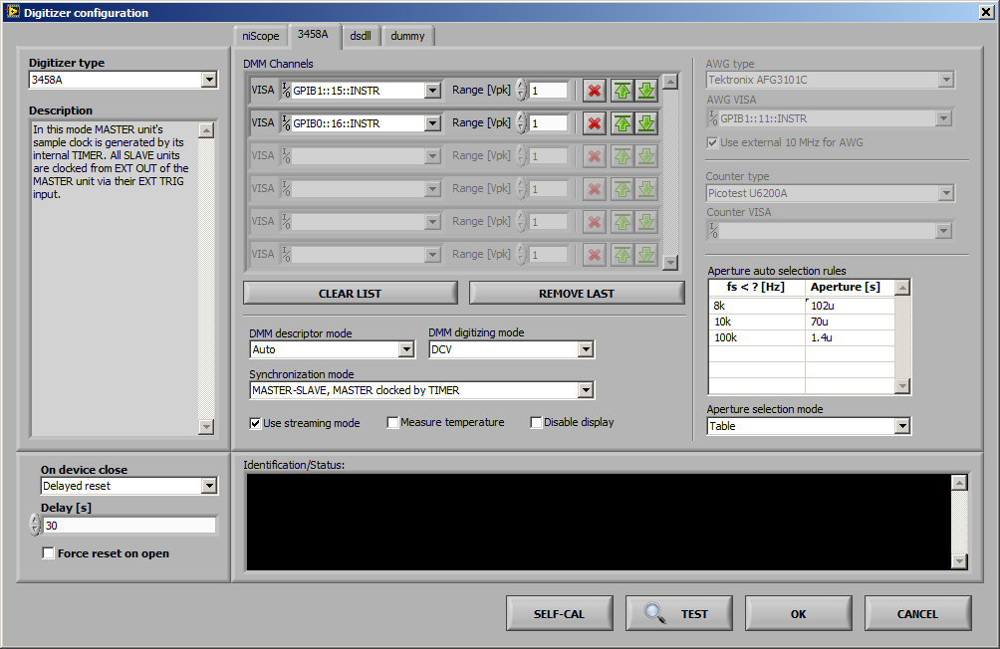 Digitizer configuration
niScope 3458A dsdll dummy
Digitizer type
3458A
Description
In this mode MASTER unit's
sample clock is generated by its
internal TIMER. All SLAVE units
are clocked from EXT OUT of the
MASTER unit via their EXT TRIG
input.
DMM Channels
VISA GPIB1::15::INSTR Range [Vpk] 1
VISA GPIB0::16::INSTR Range [Vpk] 1
VISA Range [Vpk] 1
VISA Range [Vpk] 1
VISA Range [Vpk] 1
VISA Range [Vpk] 1
CLEAR LIST REMOVE LAST
DMM descriptor mode
Auto
DMM digitizing mode
DCV
Synchronization mode
MASTER-SLAVE, MASTER clocked by TIMER
Use streaming mode Measure temperature Disable display
AWG type
Tektronix AFG3101C
AWG VISA
GPIB1::11::INSTR
Use external 10 MHz for AWG
Counter type
Picotest U6200A
Counter VISA
Aperture auto selection rules
fs < ? [Hz] Aperture [s]
8k 102u
10k 70u
100k 1.4u
Aperture selection mode
Table
On device close
Delayed reset
Delay [s]
30
Force reset on open
Identification/Status:
SELF-CAL TEST OK CANCEL